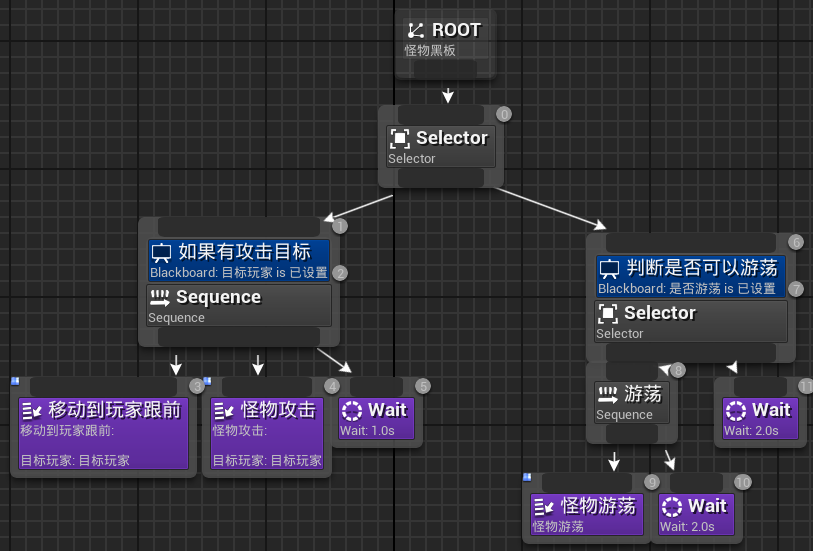 ROOT
怪物黑板
0
Selector
Selector
1
如果有攻击目标
Blackboard: 目标玩家 is 已设置
2
Sequence
Sequence
6
判断是否可以游荡
Blackboard: 是否游荡 is 已设置
7
Selector
Selector
3
移动到玩家跟前
移动到玩家跟前:
目标玩家: 目标玩家
4
怪物攻击
怪物攻击:
目标玩家: 目标玩家
5
Wait
Wait: 1.0s
8
游荡
Sequence
11
Wait
Wait: 2.0s
9
怪物游荡
怪物游荡
10
Wait
Wait: 2.0s